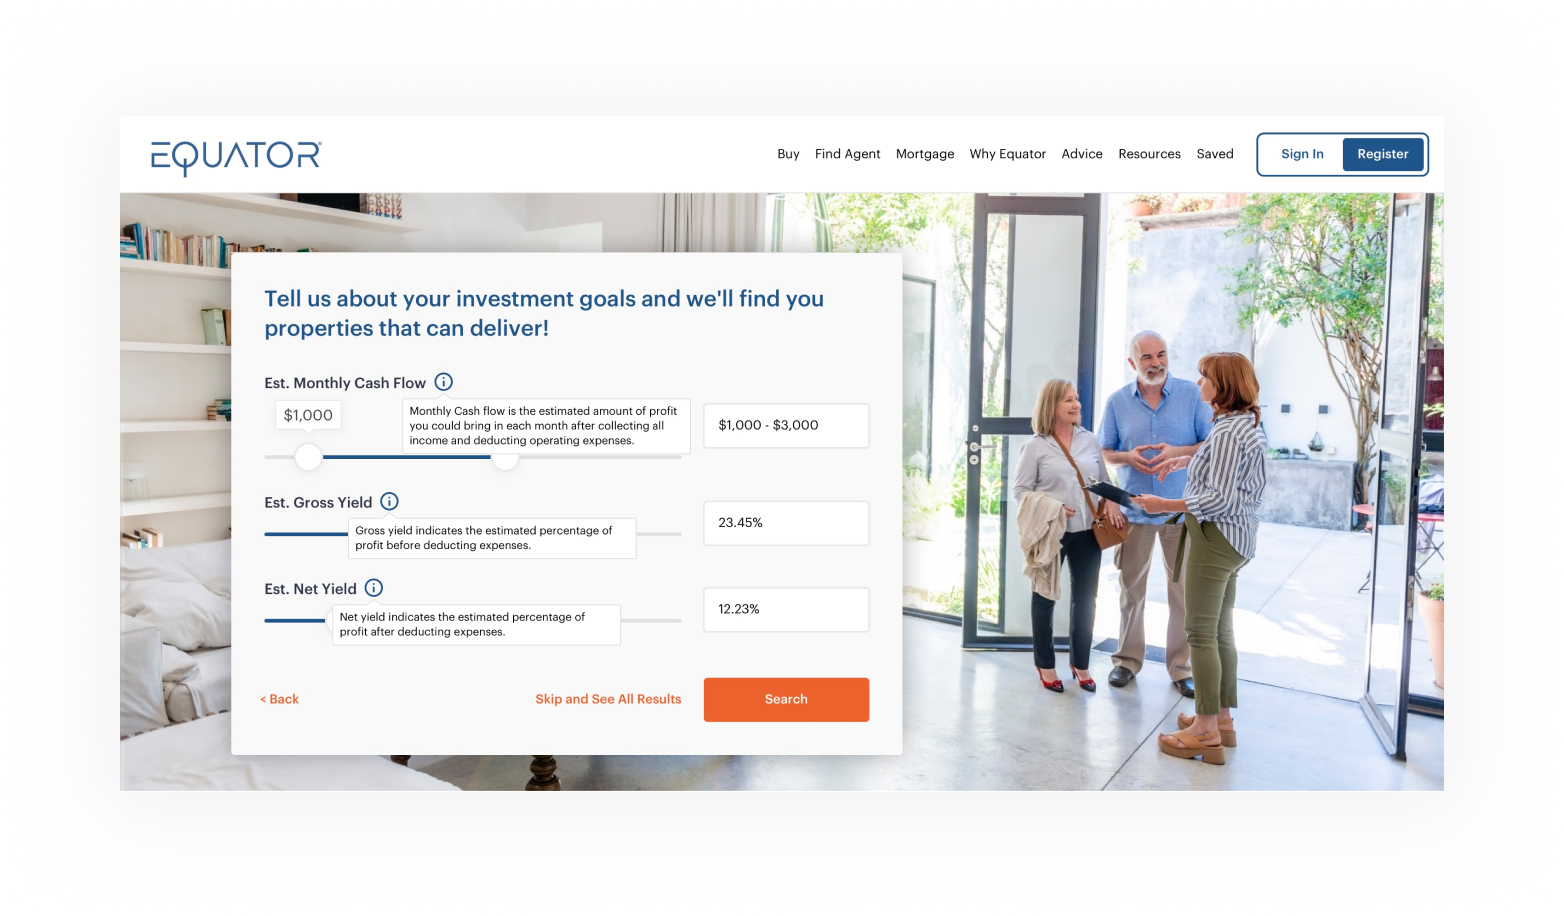 EQUATOR
Buy Find Agent Mortgage Why Equator Advice Resources Saved Sign In Register
Tell us about your investment goals and we'll find you
properties that can deliver!
Est. Monthly Cash Flow
$1,000
Monthly Cash flow is the estimated amount of profit
you could bring in each month after collecting all
income and deducting operating expenses.
$1,000 - $3,000
Est. Gross Yield
Gross yield indicates the estimated percentage of
profit before deducting expenses.
23.45%
Est. Net Yield
Net yield indicates the estimated percentage of
profit after deducting expenses.
12.23%
< Back Skip and See All Results Search